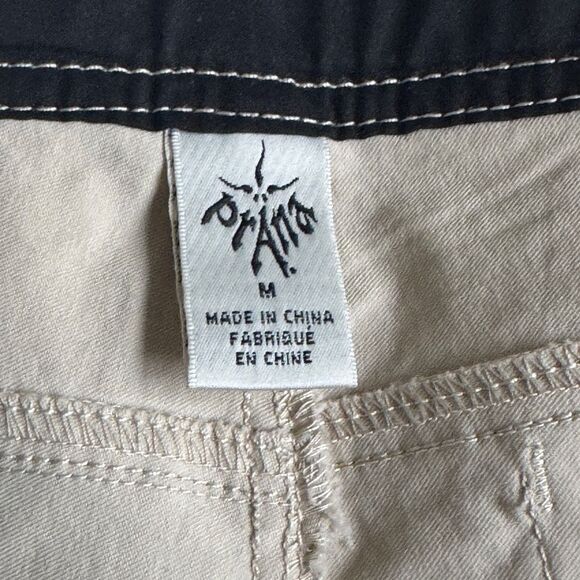 prAna
M
MADE IN CHINA
FABRIQUÉ
EN CHINE